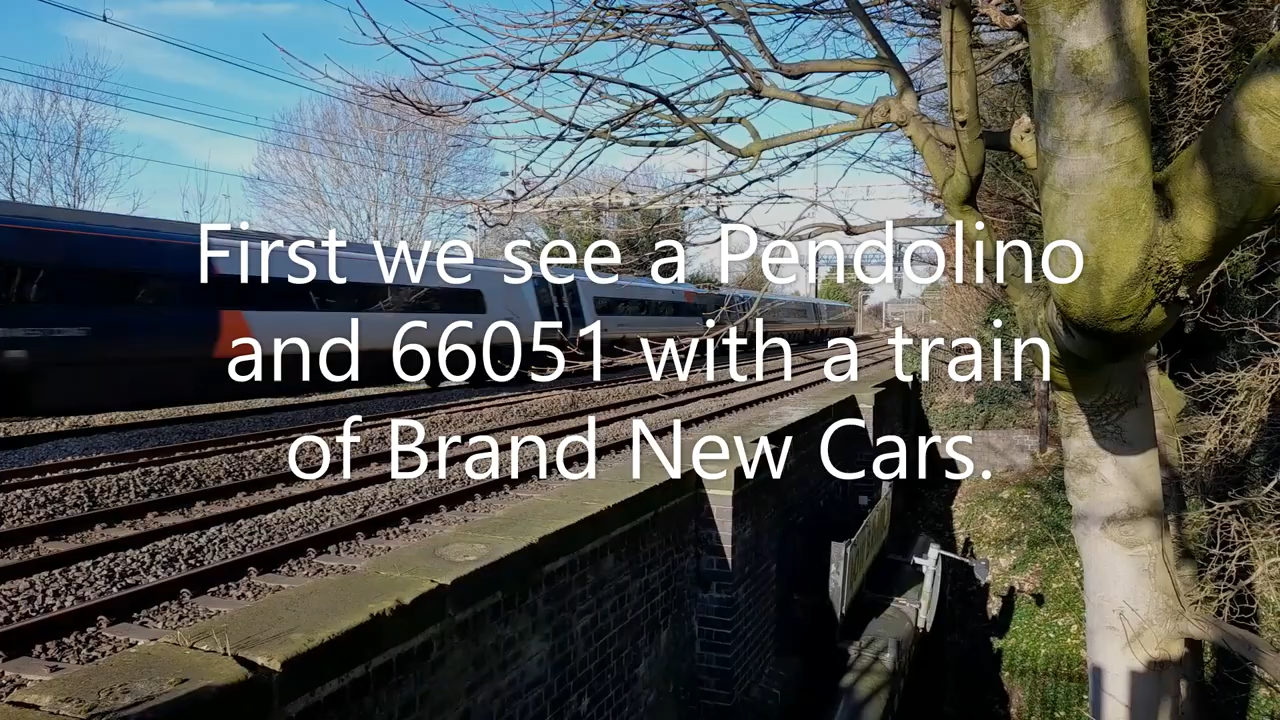 First we see a Pendolino
and 66051 with a train
of Brand New Cars.